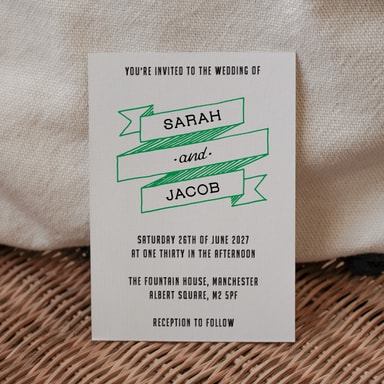 YOU'RE INVITED TO THE WEDDING OF
SARAH
·and·
JACOB
SATURDAY 26TH OF JUNE 2027
AT ONE THIRTY IN THE AFTERNOON
THE FOUNTAIN HOUSE, MANCHESTER
ALBERT SQUARE, M2 5PF
RECEPTION TO FOLLOW